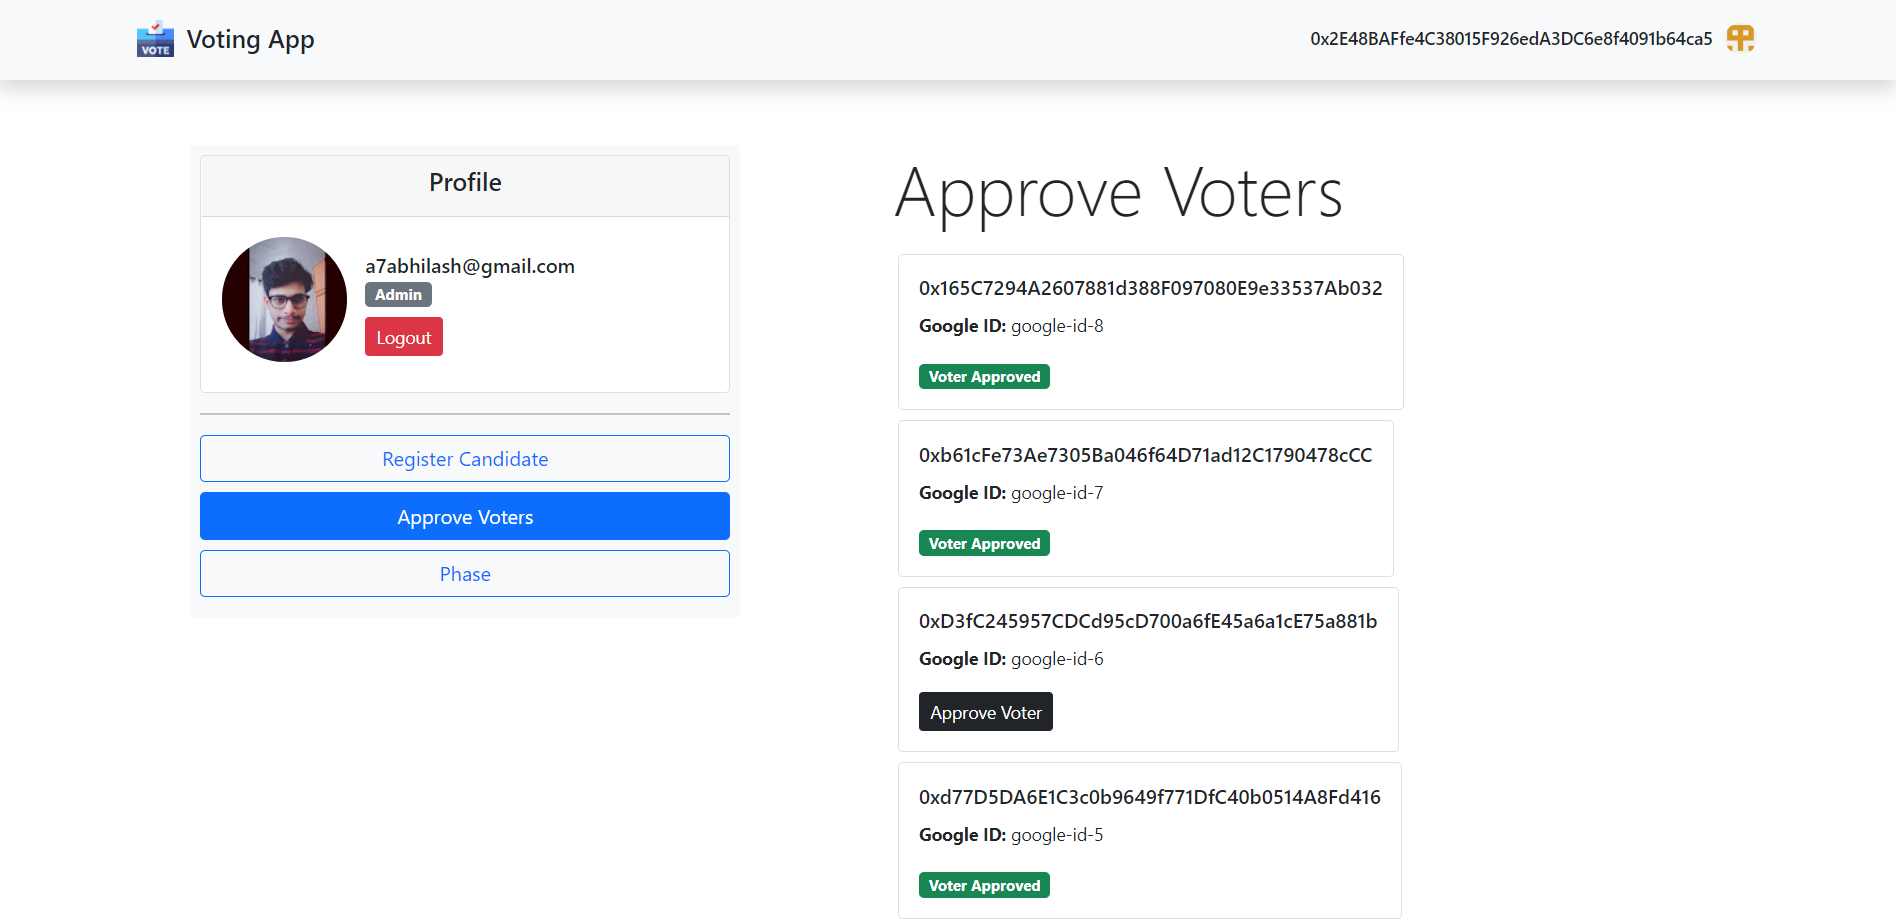 VOTE
Voting App
0x2E48BAFfe4C38015F926edA3DC6e8f4091b64ca5
Profile
a7abhilash@gmail.com
Admin
Logout
Register Candidate
Approve Voters
Phase
Approve Voters
0x165C7294A2607881d388F097080E9e33537Ab032
Google ID: google-id-8
Voter Approved
0xb61cFe73Ae7305Ba046f64D71ad12C1790478cCC
Google ID: google-id-7
Voter Approved
0xD3fC245957CDCd95cD700a6fE45a6a1cE75a881b
Google ID: google-id-6
Approve Voter
0xd77D5DA6E1C3c0b9649f771DfC40b0514A8Fd416
Google ID: google-id-5
Voter Approved